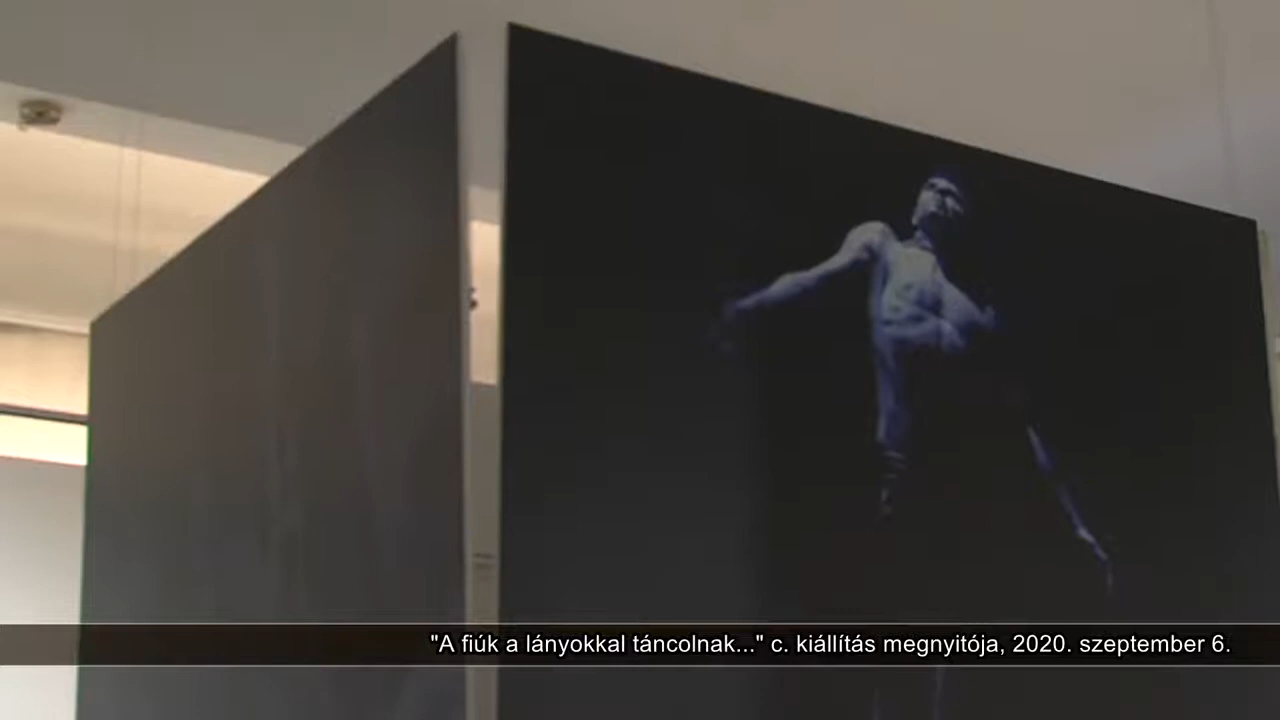 "A fiúk a lányokkal táncolnak..." c. kiállítás megnyitója, 2020. szeptember 6.